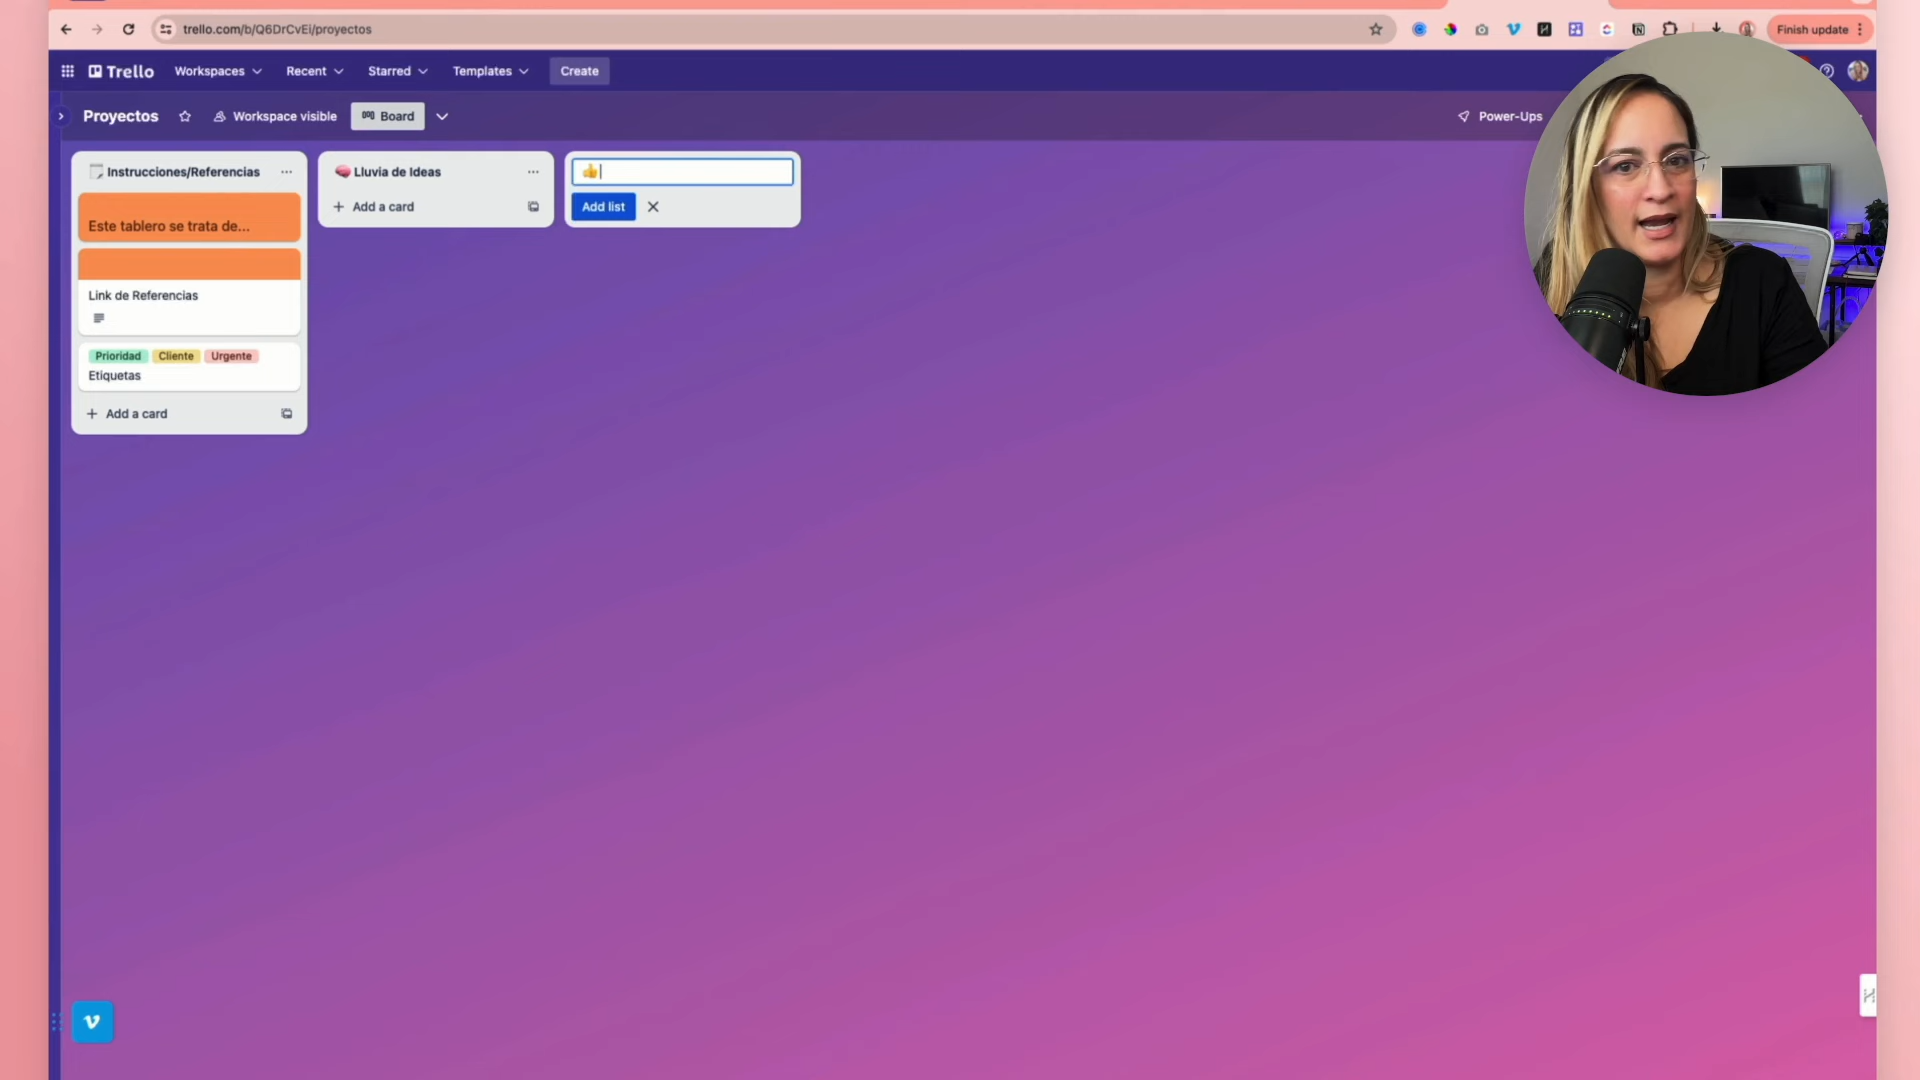 trello.com/b/Q6DrCvEi/proyectos
Finish update
Trello
Workspaces
Recent
Starred
Templates
Create
Proyectos
Workspace visible
Board
Power-Ups
🗒️ Instrucciones/Referencias
Este tablero se trata de...
Link de Referencias
Prioridad Cliente Urgente
Etiquetas
+ Add a card
🧠 Lluvia de Ideas
+ Add a card
👍
Add list